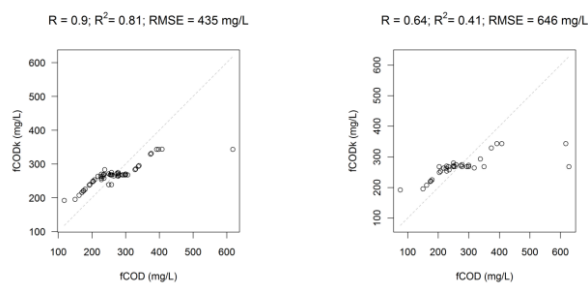 R = 0.9; R²= 0.81; RMSE = 435 mg/L
fCODk (mg/L)
600
500
400
300
200
100
100 200 300 400 500 600
fCOD (mg/L)
R = 0.64; R²= 0.41; RMSE = 646 mg/L
fCODk (mg/L)
600
500
400
300
200
100
100 200 300 400 500 600
fCOD (mg/L)